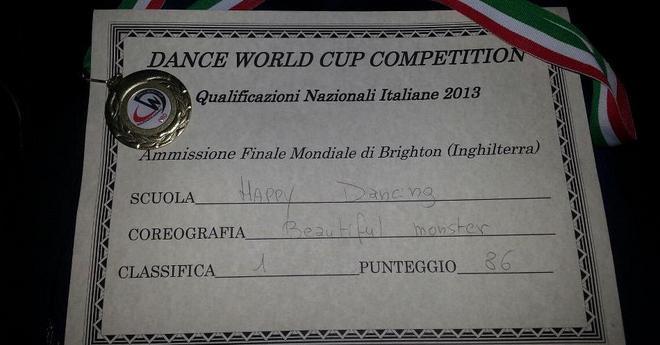 DANCE WORLD CUP COMPETITION
Qualificazioni Nazionali Italiane 2013
Ammissione Finale Mondiale di Brighton (Inghilterra)
SCUOLA Happy Dancing
COREOGRAFIA Beautiful monster
CLASSIFICA 1 PUNTEGGIO 86